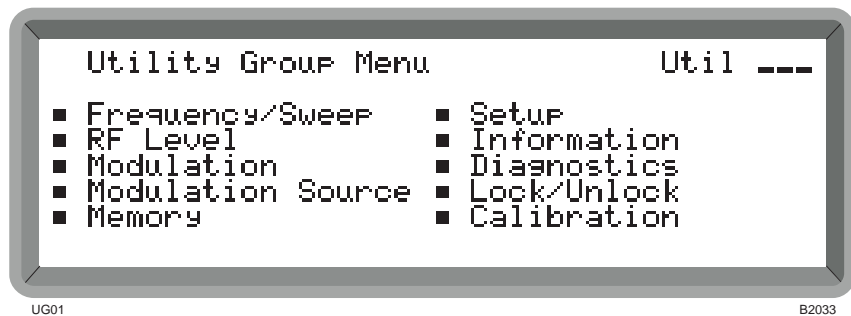 Utility Group Menu Util ___
■ Frequency/Sweep ■ Setup
■ RF Level ■ Information
■ Modulation ■ Diagnostics
■ Modulation Source ■ Lock/Unlock
■ Memory ■ Calibration
UG01 B2033